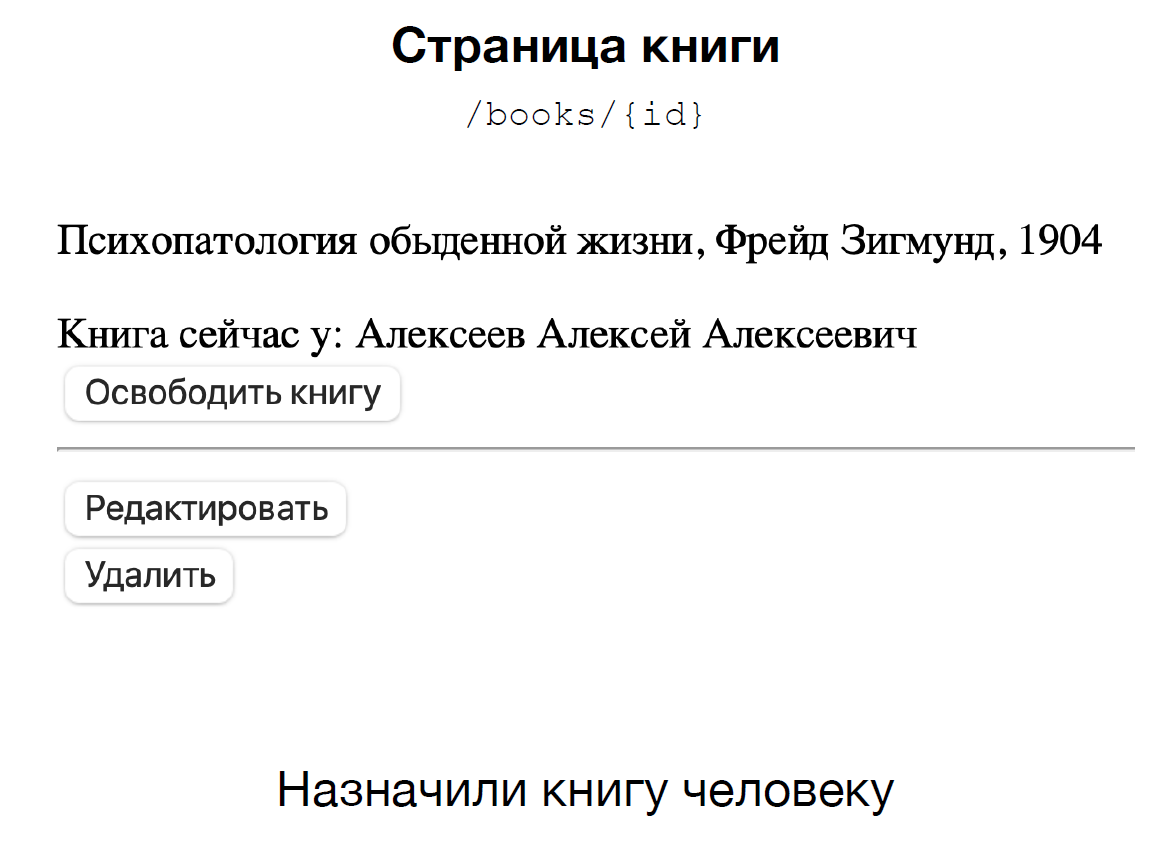 Страница книги
/books/{id}
Психопатология обыденной жизни, Фрейд Зигмунд, 1904
Книга сейчас у: Алексеев Алексей Алексеевич
Освободить книгу
Редактировать
Удалить
Назначили книгу человеку